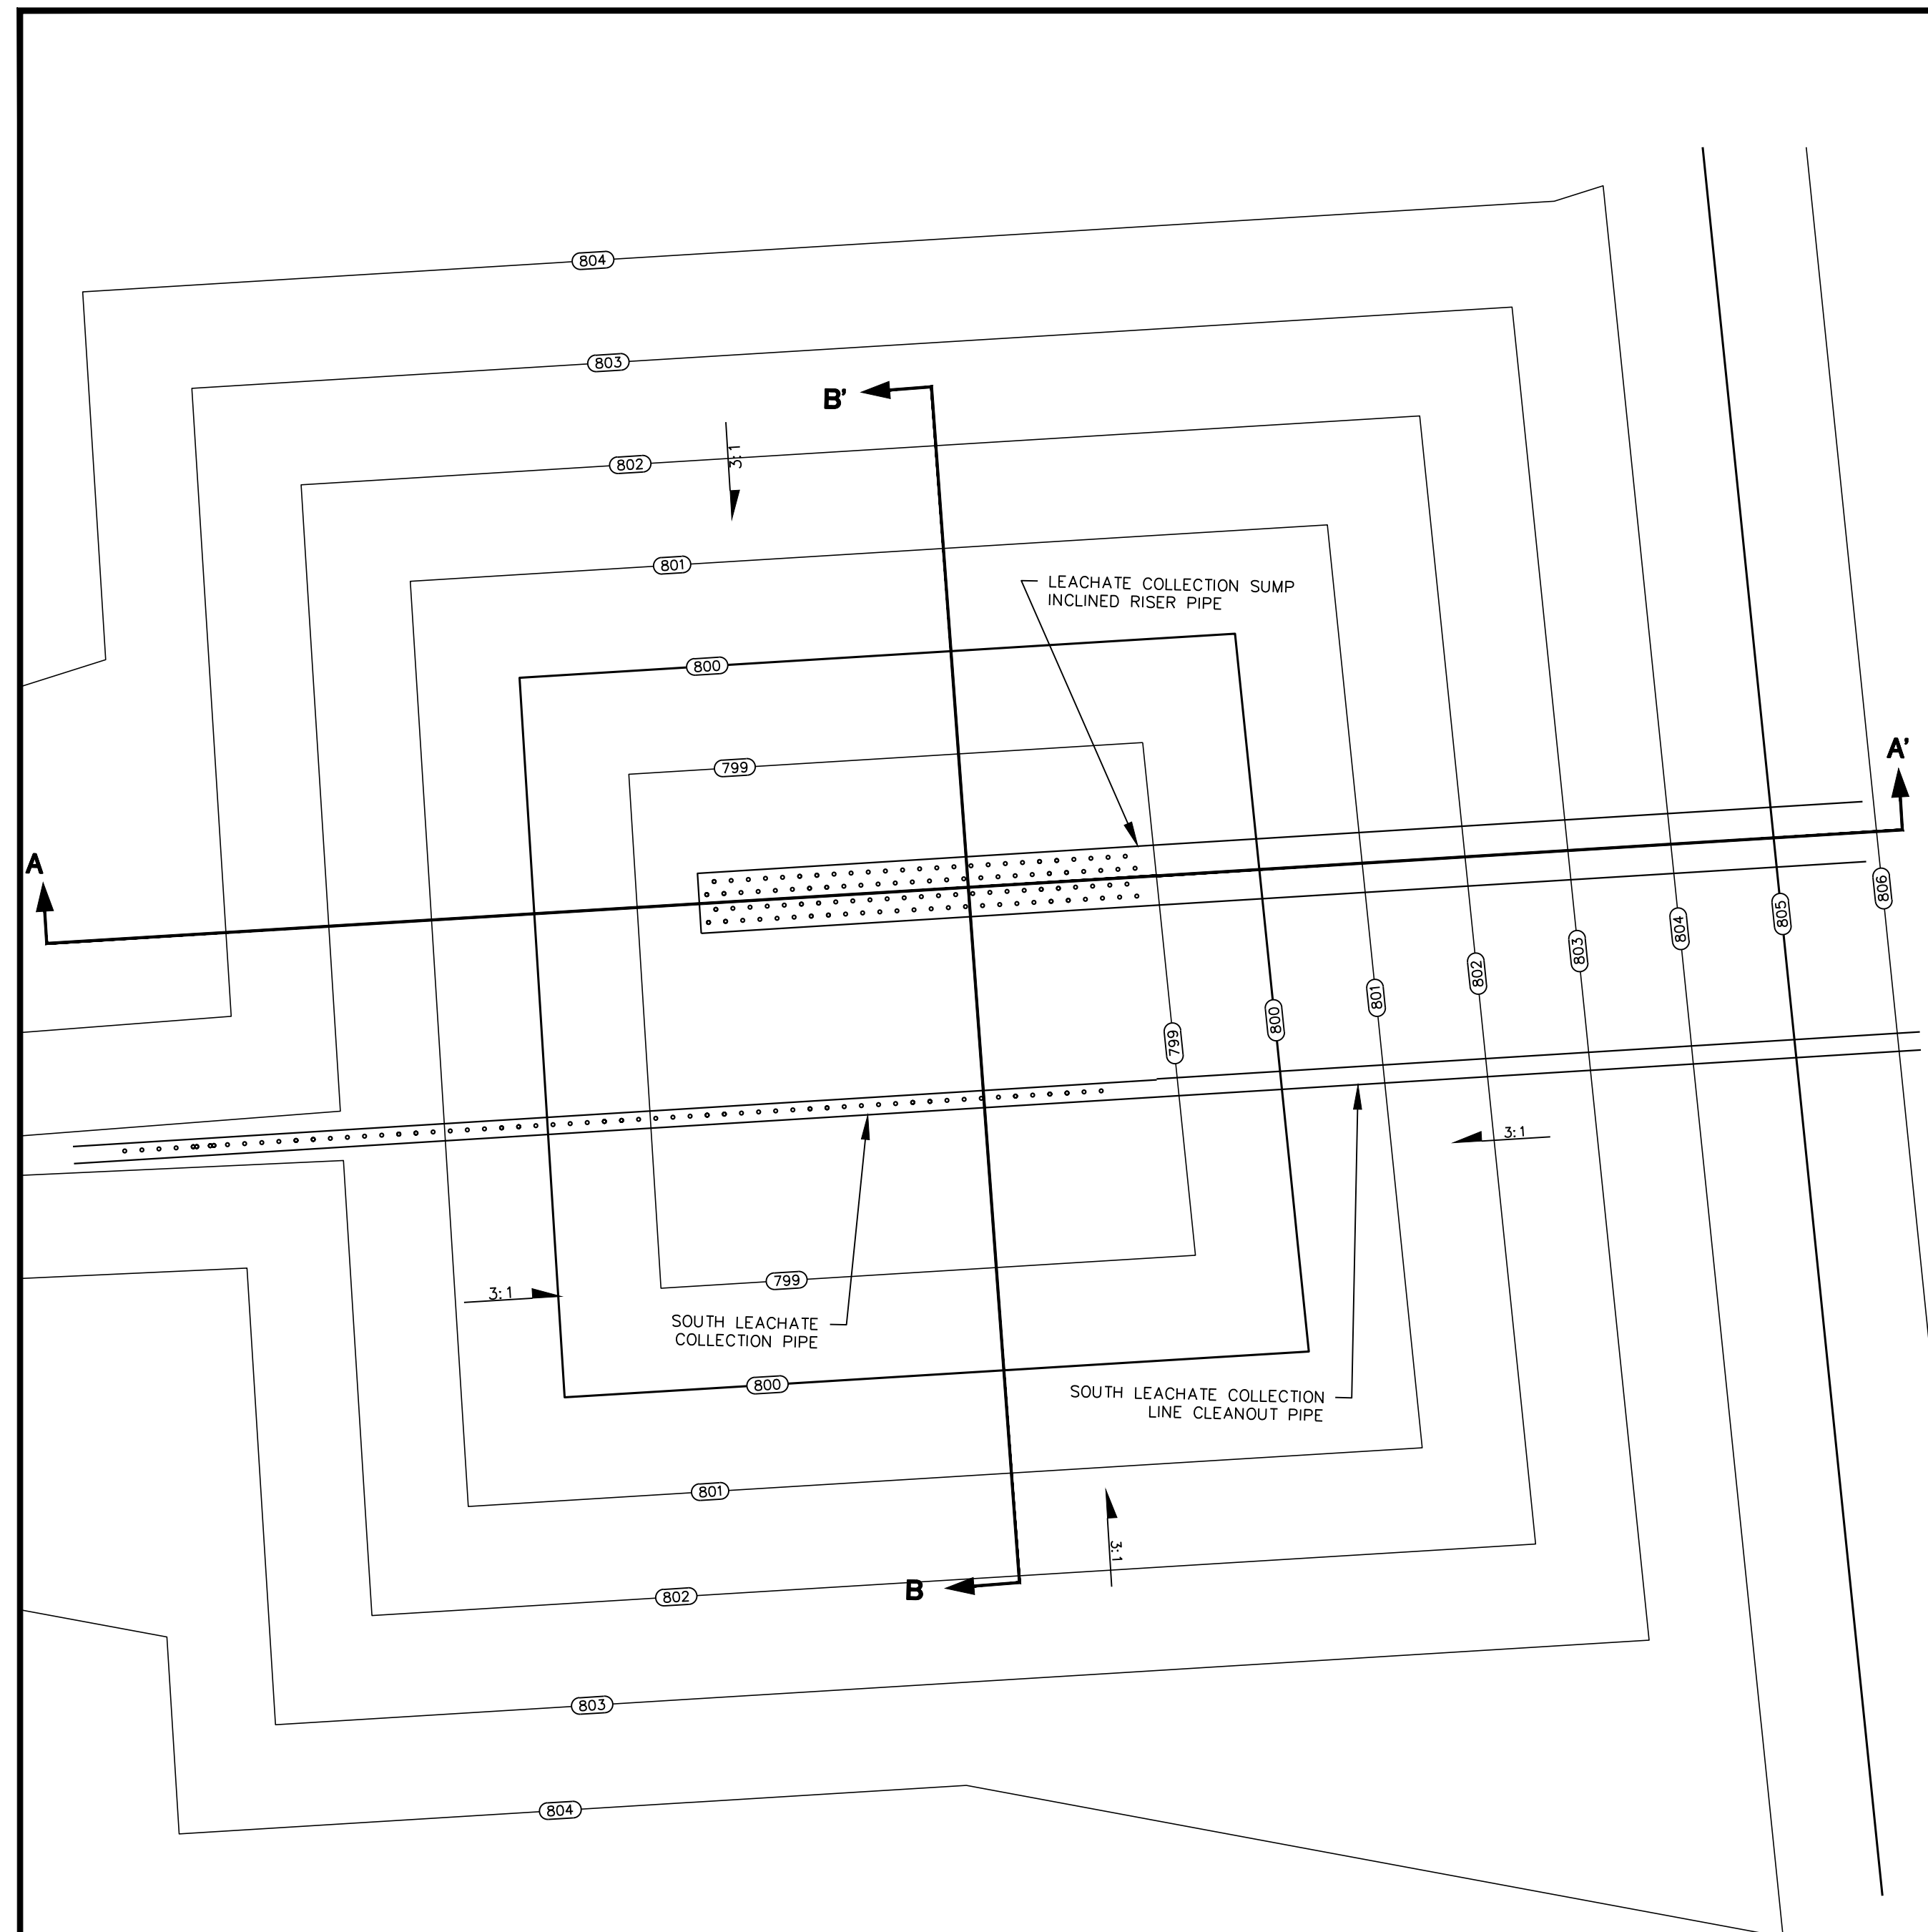 804
803
B'
802
3:1
801
LEACHATE COLLECTION SUMP
INCLINED RISER PIPE
800
799
A'
A
806
805
804
803
802
801
800
799
3:1
799
3:1
SOUTH LEACHATE
COLLECTION PIPE
800
SOUTH LEACHATE COLLECTION
LINE CLEANOUT PIPE
801
3:1
B
802
803
804